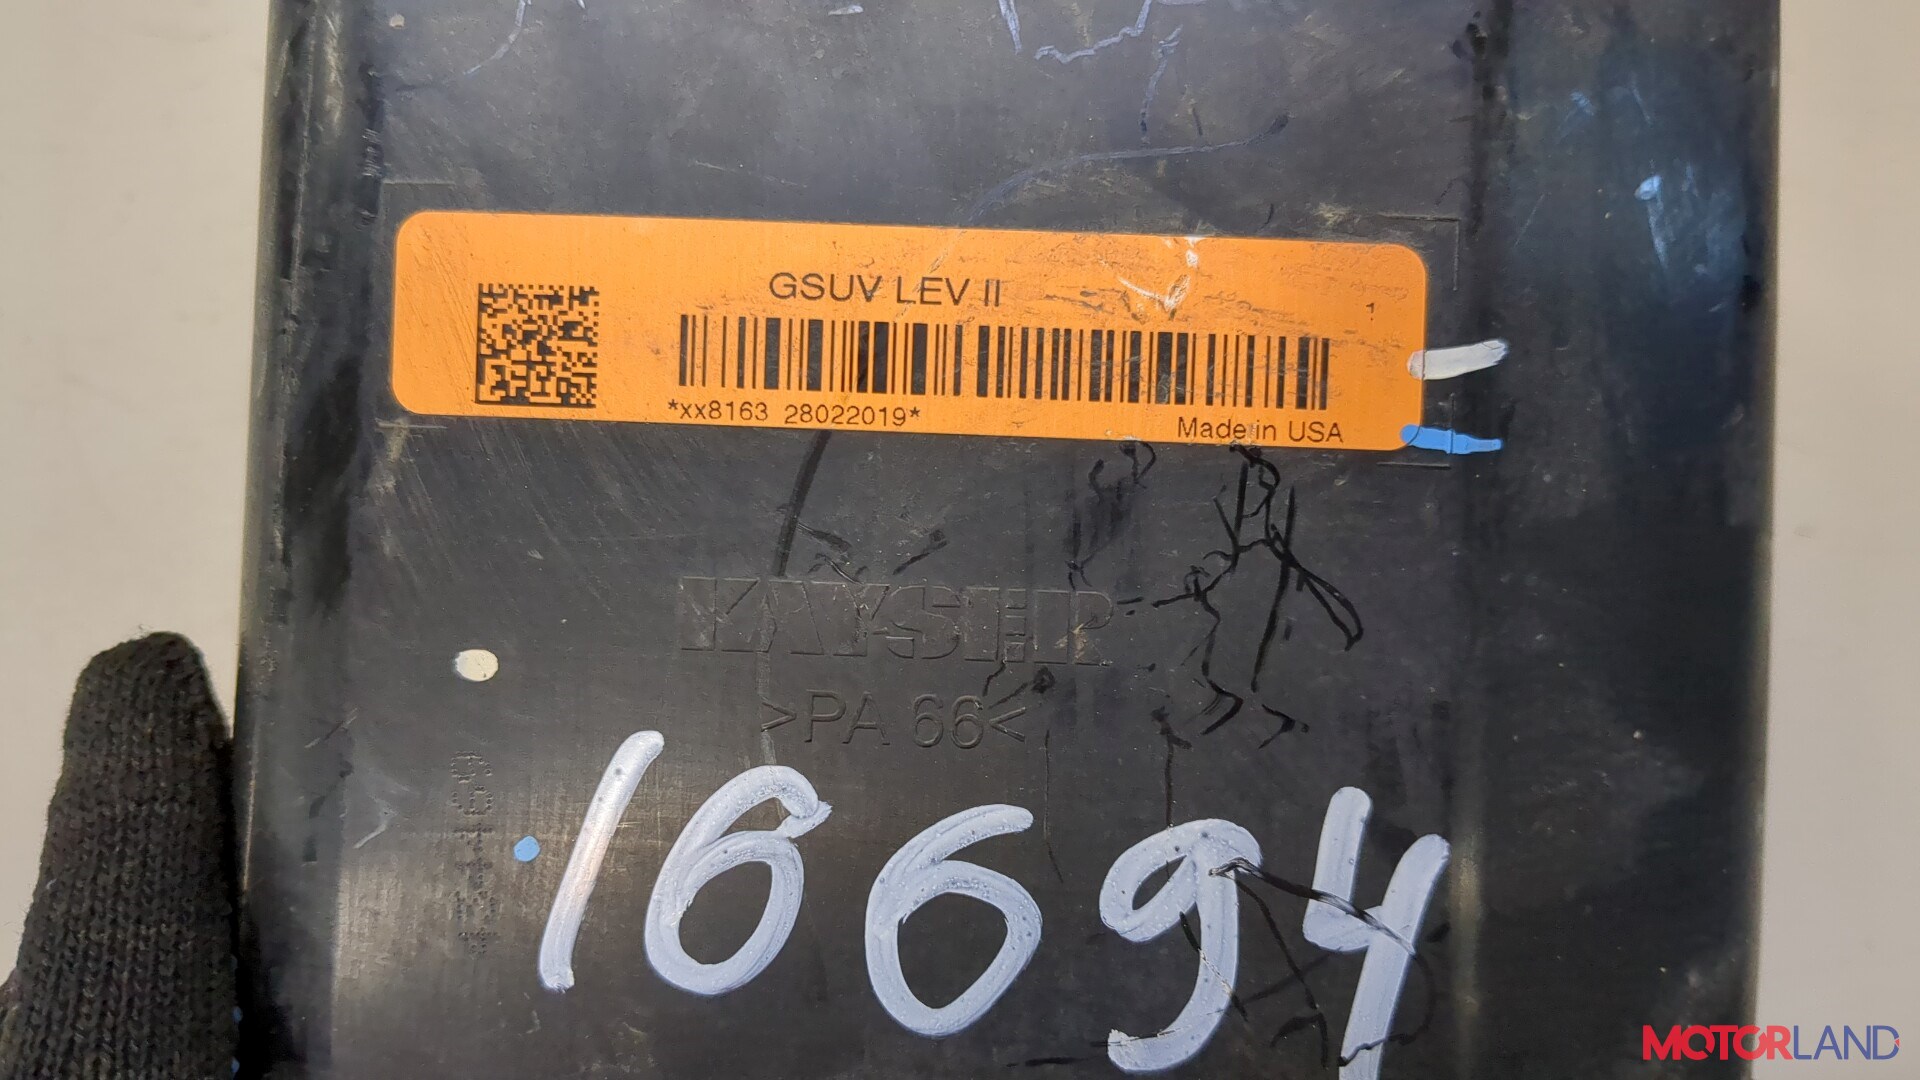 GSUV LEV II
1
*xx8163 28022019*
Made in USA
KAYSER
>PA 66<
16694
MOTORLAND